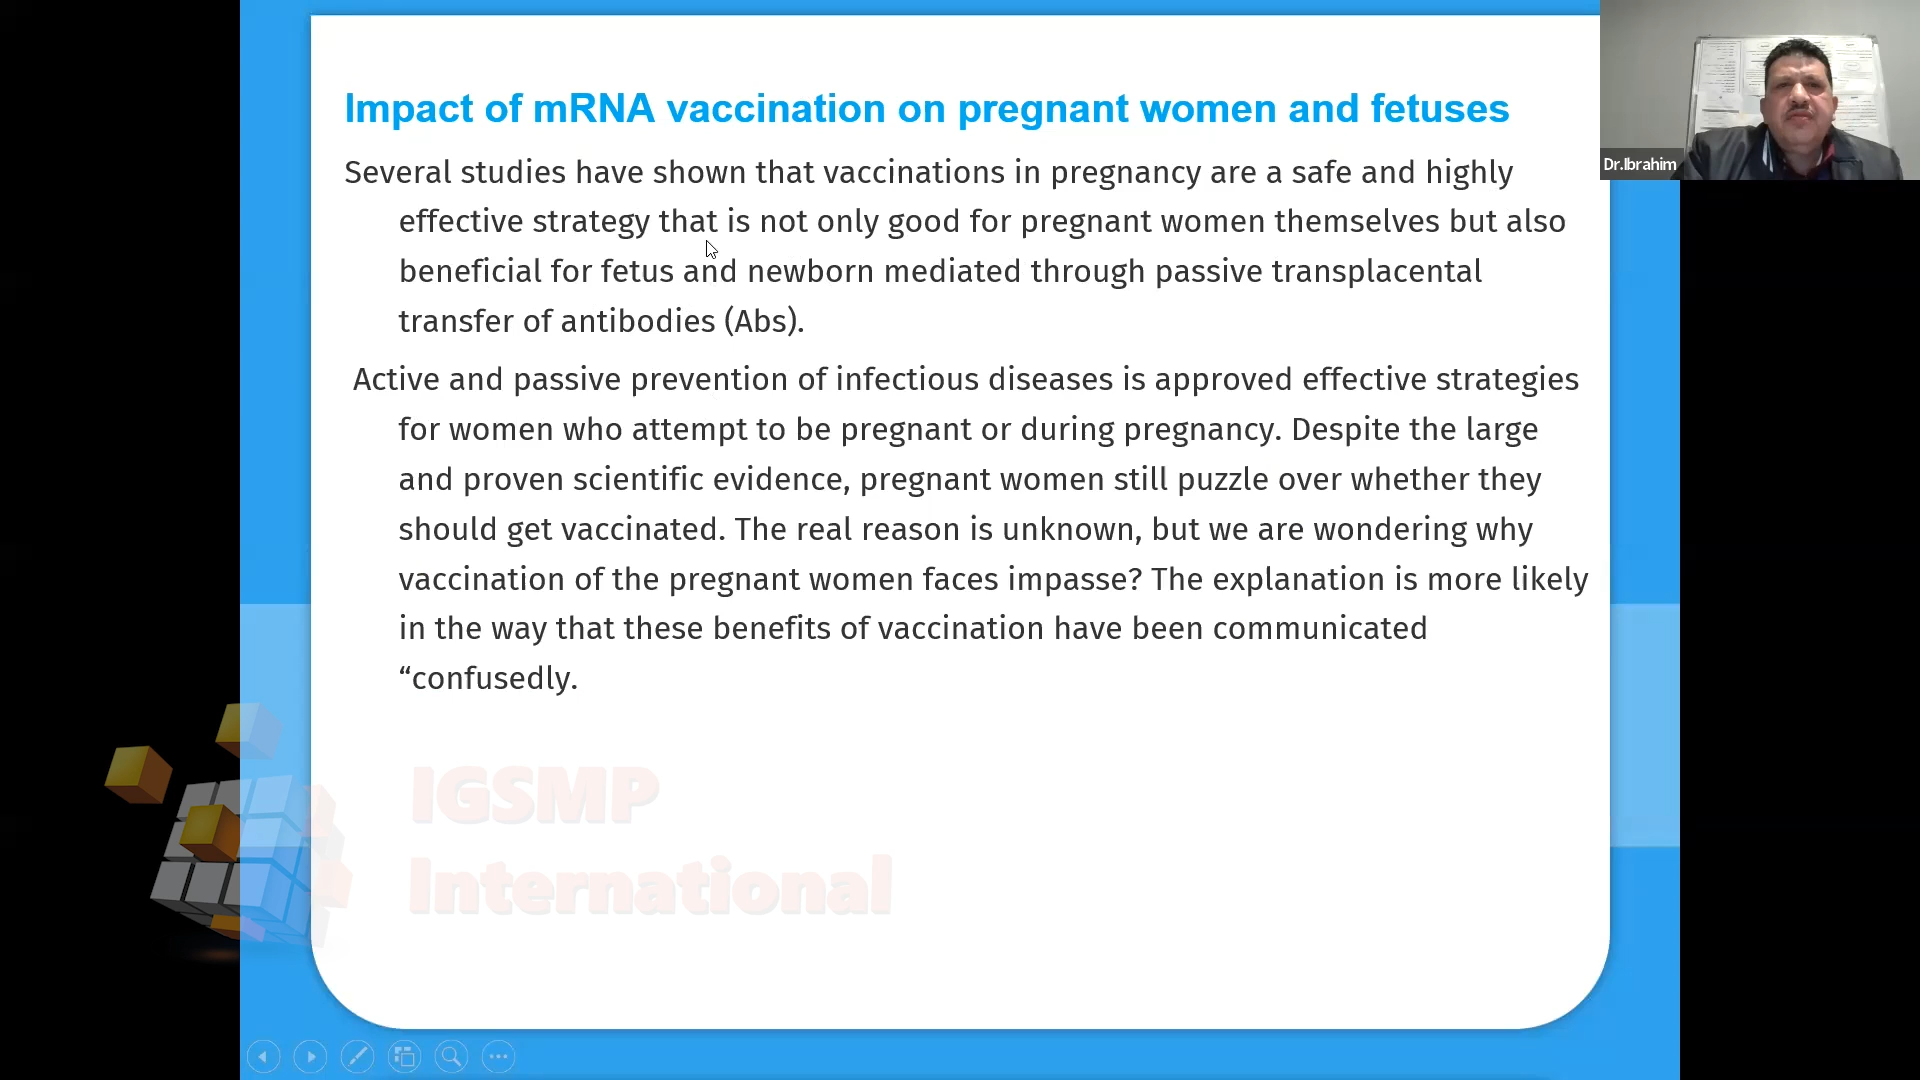 Impact of mRNA vaccination on pregnant women and fetuses
Several studies have shown that vaccinations in pregnancy are a safe and highly
effective strategy that is not only good for pregnant women themselves but also
beneficial for fetus and newborn mediated through passive transplacental
transfer of antibodies (Abs).
Active and passive prevention of infectious diseases is approved effective strategies
for women who attempt to be pregnant or during pregnancy. Despite the large
and proven scientific evidence, pregnant women still puzzle over whether they
should get vaccinated. The real reason is unknown, but we are wondering why
vaccination of the pregnant women faces impasse? The explanation is more likely
in the way that these benefits of vaccination have been communicated
“confusedly.
IGSMP
International
Dr.Ibrahim